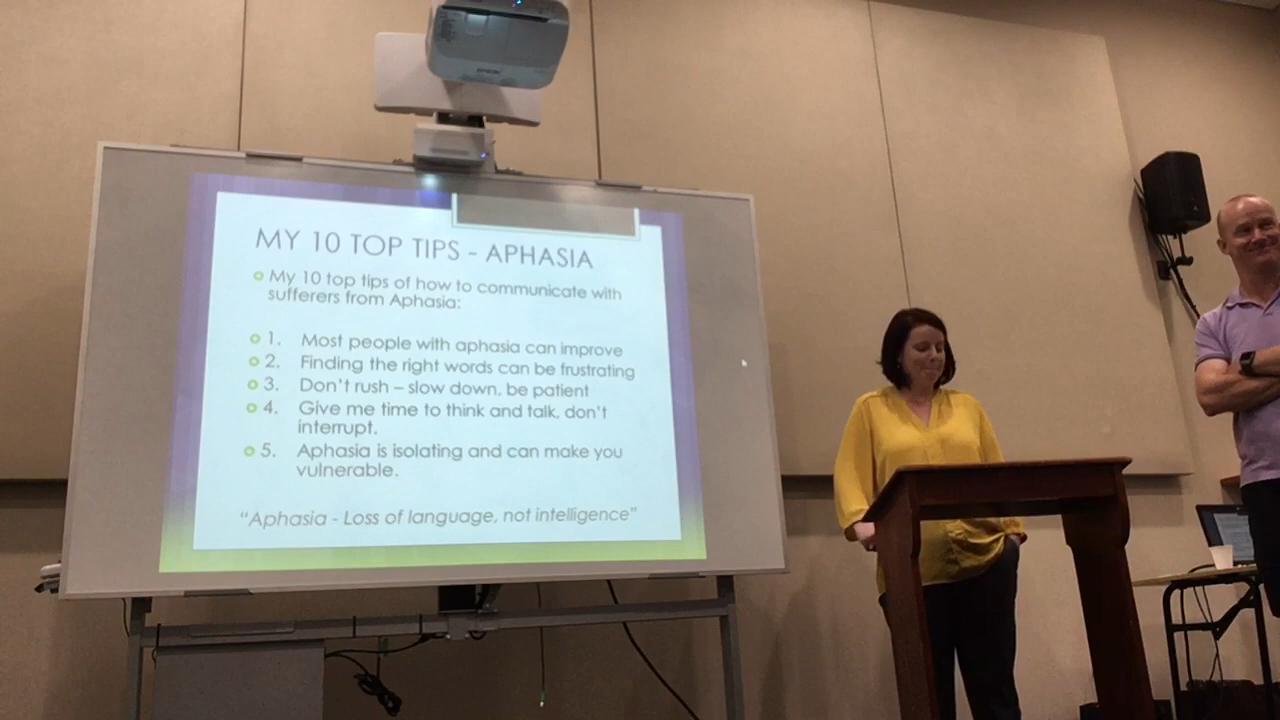 EPSON
MY 10 TOP TIPS - APHASIA
My 10 top tips of how to communicate with
sufferers from Aphasia:
1. Most people with aphasia can improve
2. Finding the right words can be frustrating
3. Don't rush – slow down, be patient
4. Give me time to think and talk, don't
interrupt.
5. Aphasia is isolating and can make you
vulnerable.
"Aphasia - Loss of language, not intelligence"